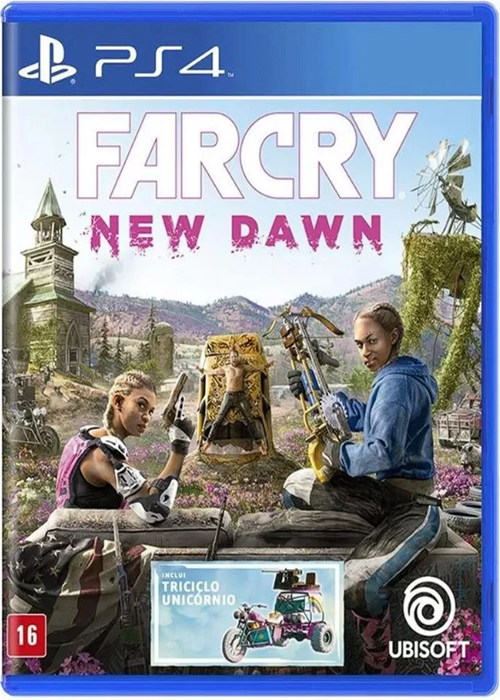 PS4
FARCRY
NEW DAWN
INCLUI
TRICICLO
UNICÓRNIO
16
UBISOFT